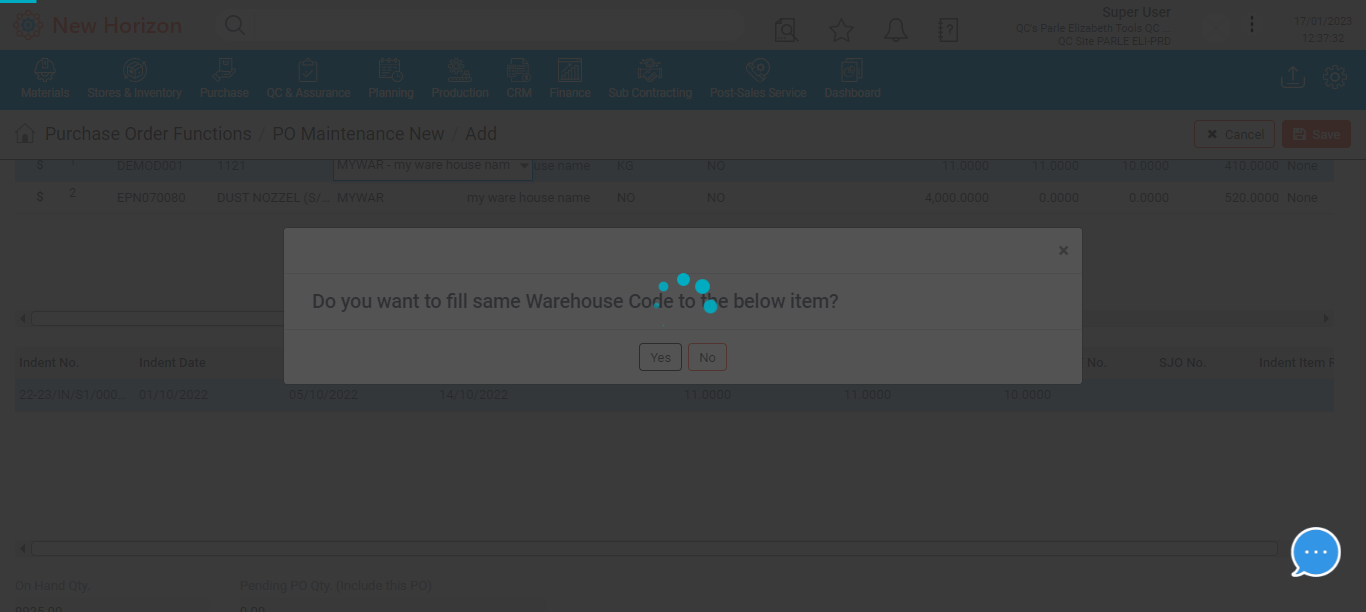 New Horizon
Super User
QC's Parle Elizabeth Tools QC ...
QC Site PARLE ELI PRD
17/01/2023
12:37:32
Materials Stores & Inventory Purchase QC & Assurance Planning Production CRM Finance Sub Contracting Post Sales Service Dashboard
Purchase Order Functions / PO Maintenance New / Add
Cancel Save
$ 1 DEMOD001 1121 MYWAR - my ware house nam use name KG NO 11.0000 11.0000 10.0000 410.0000 None
$ 2 EPN070080 DUST NOZZEL (S/... MYWAR my ware house name NO NO 4,000.0000 0.0000 0.0000 520.0000 None
Do you want to fill same Warehouse Code to the below item?
Yes No
Indent No. Indent Date No. SJO No. Indent Item R
22-23/IN/S1/000... 01/10/2022 05/10/2022 14/10/2022 11.0000 11.0000 10.0000
On Hand Qty. Pending PO Qty. (Include this PO)